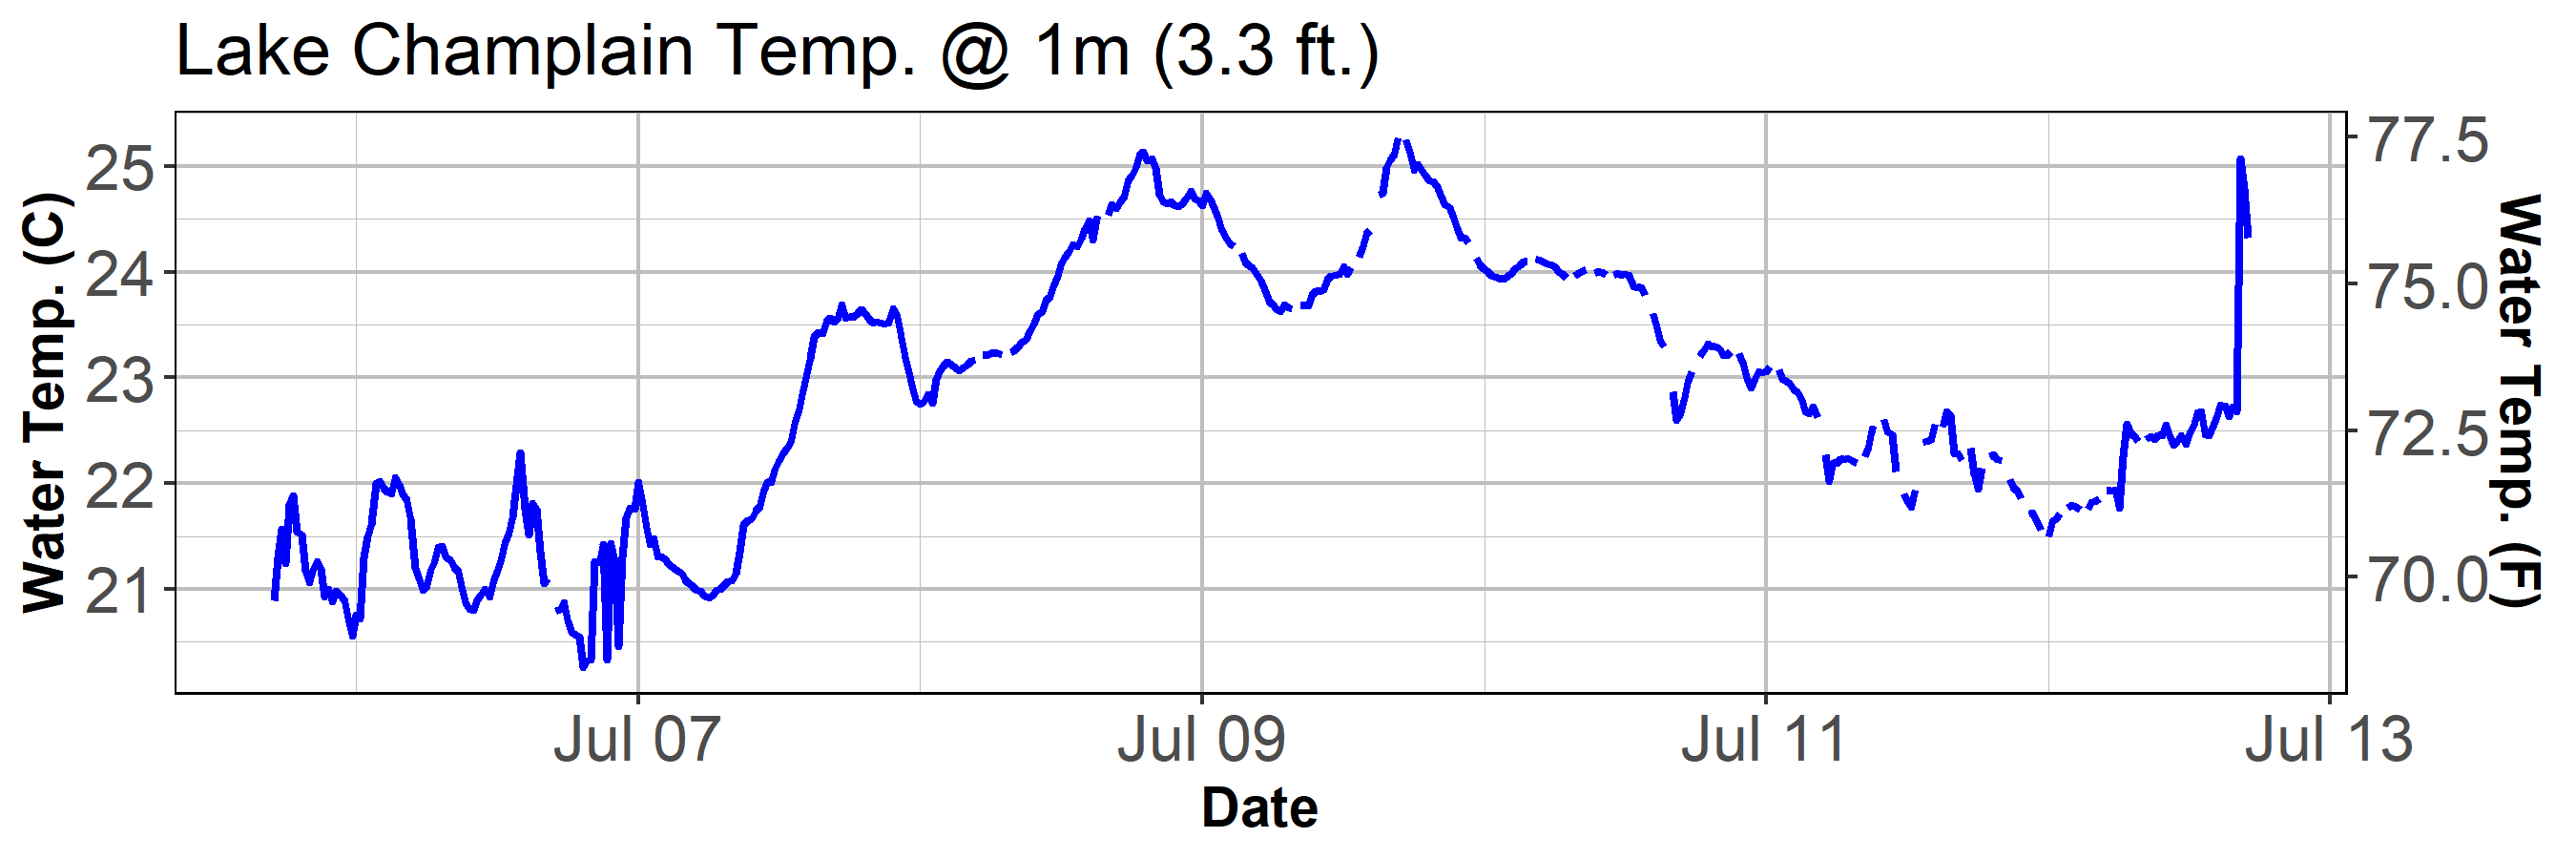 Lake Champlain Temp. @ 1m (3.3 ft.)
Water Temp. (C)
25
24
23
22
21
77.5
75.0
72.5
70.0
Water Temp. (F)
Jul 07
Jul 09
Jul 11
Jul 13
Date